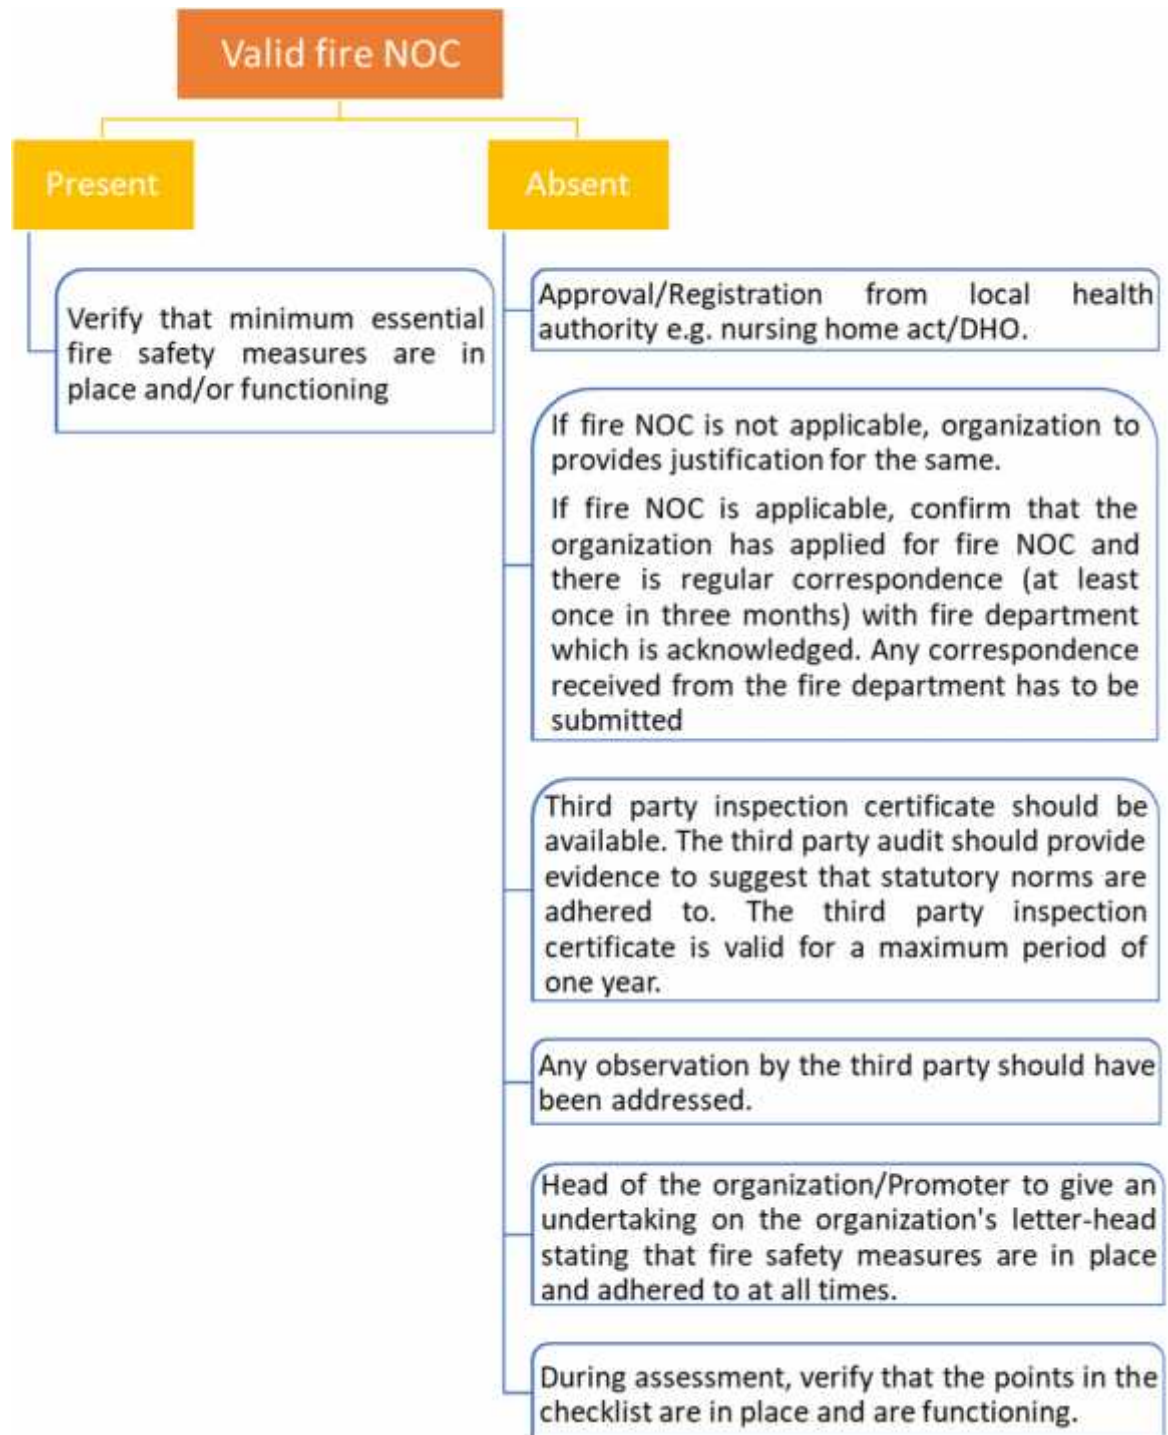 Valid fire NOC
Present
Absent
Verify that minimum essential
fire safety measures are in
place and/or functioning
Approval/Registration from local health
authority e.g. nursing home act/DHO.
If fire NOC is not applicable, organization to
provides justification for the same.
If fire NOC is applicable, confirm that the
organization has applied for fire NOC and
there is regular correspondence (at least
once in three months) with fire department
which is acknowledged. Any correspondence
received from the fire department has to be
submitted
Third party inspection certificate should be
available. The third party audit should provide
evidence to suggest that statutory norms are
adhered to. The third party inspection
certificate is valid for a maximum period of
one year.
Any observation by the third party should have
been addressed.
Head of the organization/Promoter to give an
undertaking on the organization's letter-head
stating that fire safety measures are in place
and adhered to at all times.
During assessment, verify that the points in the
checklist are in place and are functioning.